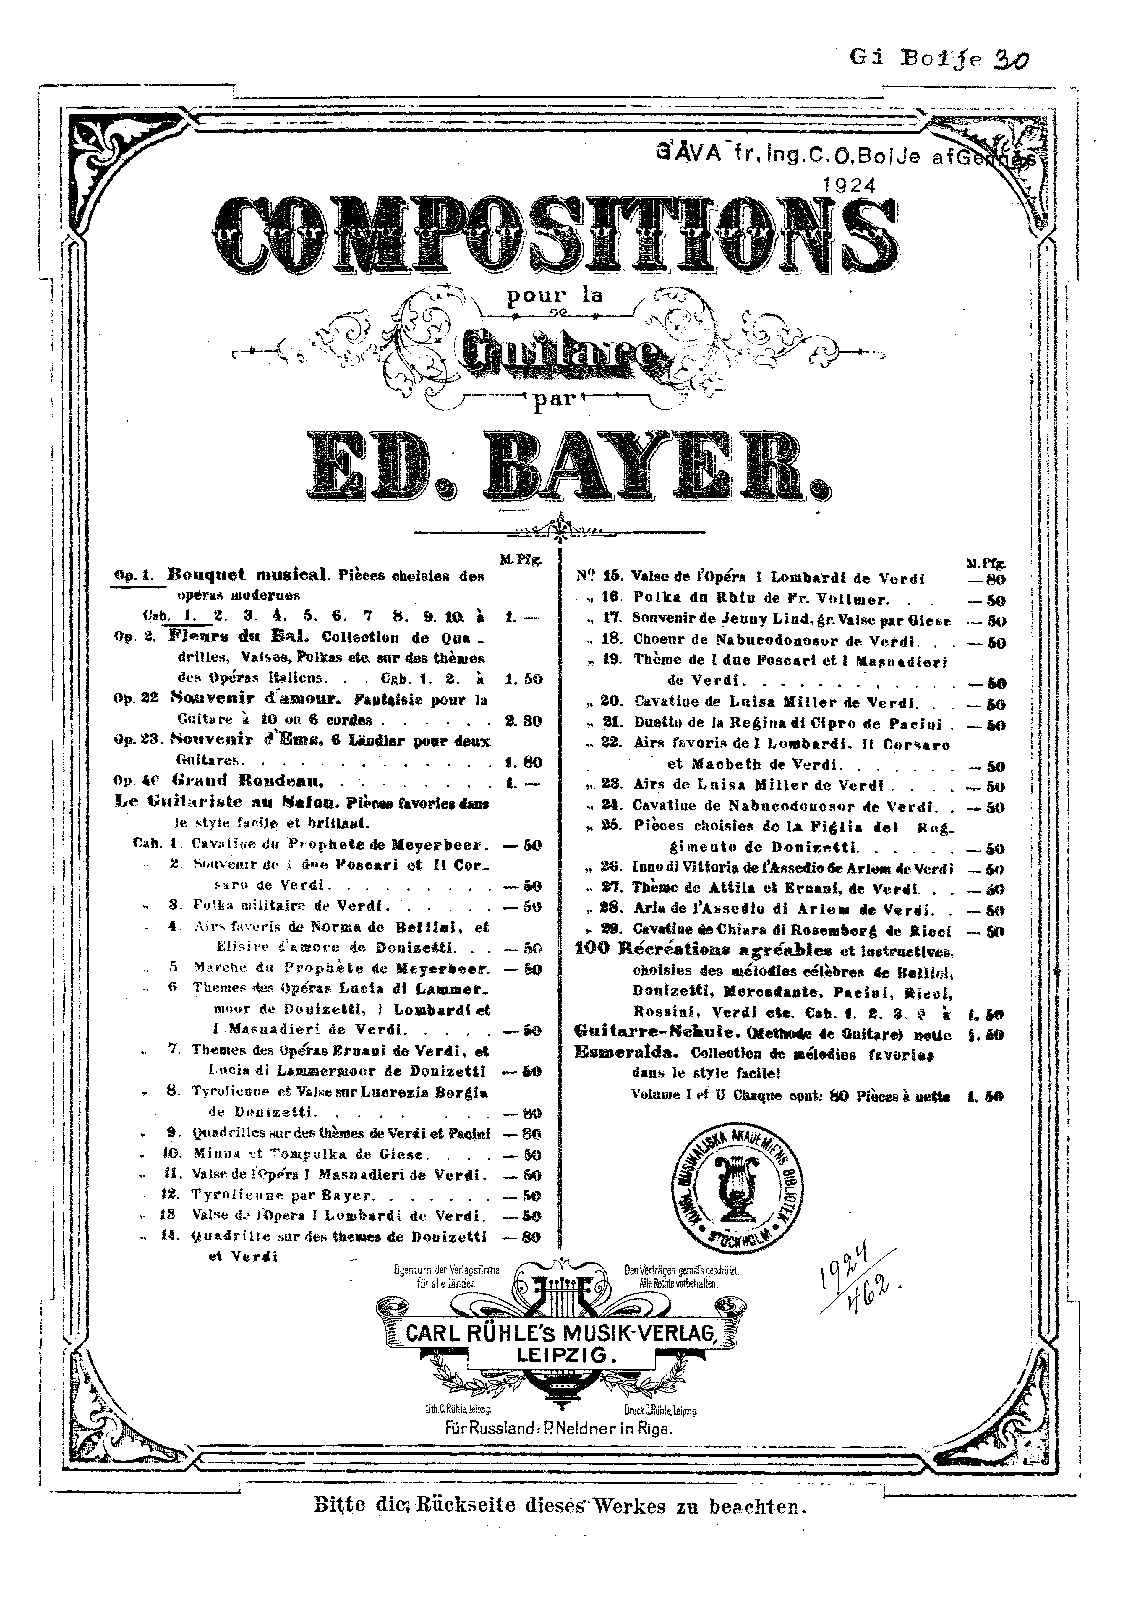 Gi Boije 30
GÅVA fr, ing. C. O. Boije af Gennäs
1924
COMPOSITIONS
pour la
Guitare
par
ED. BAYER.
M. Pfg.
Op. 1. Bouquet musical. Pièces choisies des
opéras modernes
Cah. 1. 2. 3. 4. 5. 6. 7 8. 9. 10. à 1. —
Op. 2. Fleurs du Bal. Collection de Qua-
drilles, Valses, Polkas etc. sur des thèmes
des Opéras Italiens. . . Cah. 1. 2. à 1. 50
Op. 22 Souvenir d'amour. Fantaisie pour la
Guitare à 10 ou 6 cordes . . . . . . 2. 80
Op. 23. Souvenir d'Ems. 6 Ländler pour deux
Guitares. . . . . . . . . . . . . 1. 80
Op. 40 Grand Rondeau. . . . . . . . . 1. —
Le Guitariste au Salon. Pièces favories dans
le style facile et brillant.
Cah. 1. Cavatine du Prophete de Meyerbeer. — 50
„ 2. Souvenir de I due Foscari et Il Cor-
saro de Verdi. . . . . . . . . — 50
„ 3. Polka militaire de Verdi. . . . . . — 50
„ 4. Airs favoris de Norma de Bellini, et
Elisire d'amore de Donizetti. . . — 50
„ 5 Marche du Prophète de Meyerbeer. — 50
„ 6 Themes des Opéras Lucia di Lammer-
moor de Donizetti, I Lombardi et
I Masnadieri de Verdi. . . . . — 50
„ 7. Themes des Opéras Ernani de Verdi, et
Lucia di Lammermoor de Donizetti — 50
„ 8. Tyrolienne et Valse sur Lucrezia Borgia
de Donizetti. . . . . . . . — 80
„ 9. Quadrilles sur des thèmes de Verdi et Pacini — 80
„ 10. Minna et Tompolka de Giese. . . . — 50
„ 11. Valse de l'Opéra I Masnadieri de Verdi. — 50
12. Tyrolienne par Bayer. . . . . . . — 50
„ 13 Valse de l'Opera I Lombardi de Verdi. — 50
„ 14. Quadrille sur des themes de Donizetti — 80
et Verdi
M. Pfg.
No. 15. Valse de l'Opéra I Lombardi de Verdi — 80
„ 16. Polka du Rhin de Fr. Vollmer. . . . — 50
„ 17. Souvenir de Jenny Lind. gr. Valse par Giese — 50
„ 18. Choeur de Nabucodonosor de Verdi. . . — 50
„ 19. Thème de I due Foscari et I Masnadieri
de Verdi. . . . . . . . . . . . — 50
„ 20. Cavatine de Luisa Miller de Verdi. . . — 50
„ 21. Duetto de la Regina di Cipro de Pacini . — 50
„ 22. Airs favoris de I Lombardi. Il Corsaro
et Macbeth de Verdi. . . . . . . — 50
„ 23. Airs de Luisa Miller de Verdi . . . . — 50
„ 24. Cavatine de Nabucodonosor de Verdi. . — 50
„ 25. Pièces choisies de La Figlia del Reg-
gimento de Donizetti. . . . . . — 50
„ 26. Inno di Vittoria de l'Assedio de Arlem de Verdi — 50
„ 27. Thème de Attila et Ernani, de Verdi. . . — 50
„ 28. Aria de l'Assedio di Arlem de Verdi. . — 50
„ 29. Cavatine de Chiara di Rosemberg de Ricci — 50
100 Récréations agréables et instructives,
choisies des mélodies célèbres de Bellini,
Donizetti, Mercadante, Pacini, Ricci,
Rossini, Verdi etc. Cah. 1. 2. 3. à 1. 50
Guitarre-Schule. (Methode de Guitare) netto 1. 50
Esmeralda. Collection de mélodies favories
dans le style facile!
Volume I et II Chaque cont: 80 Pièces à netto 1. 50
KUNGL. MUSIKALISKA AKADEMIENS BIBLIOTEK
• STOCKHOLM •
1924
462.
Eigentum der Verlagsfirma
für alle Länder.
Den Verträgen gemäß geschützt.
Alle Rechte vorbehalten.
CARL RÜHLE's MUSIK-VERLAG,
LEIPZIG.
Lith. C. Rühle, Leipzig.
Druck C. Rühle, Leipzig.
Für Russland: P. Neldner in Riga.
Bitte die Rückseite dieses Werkes zu beachten.